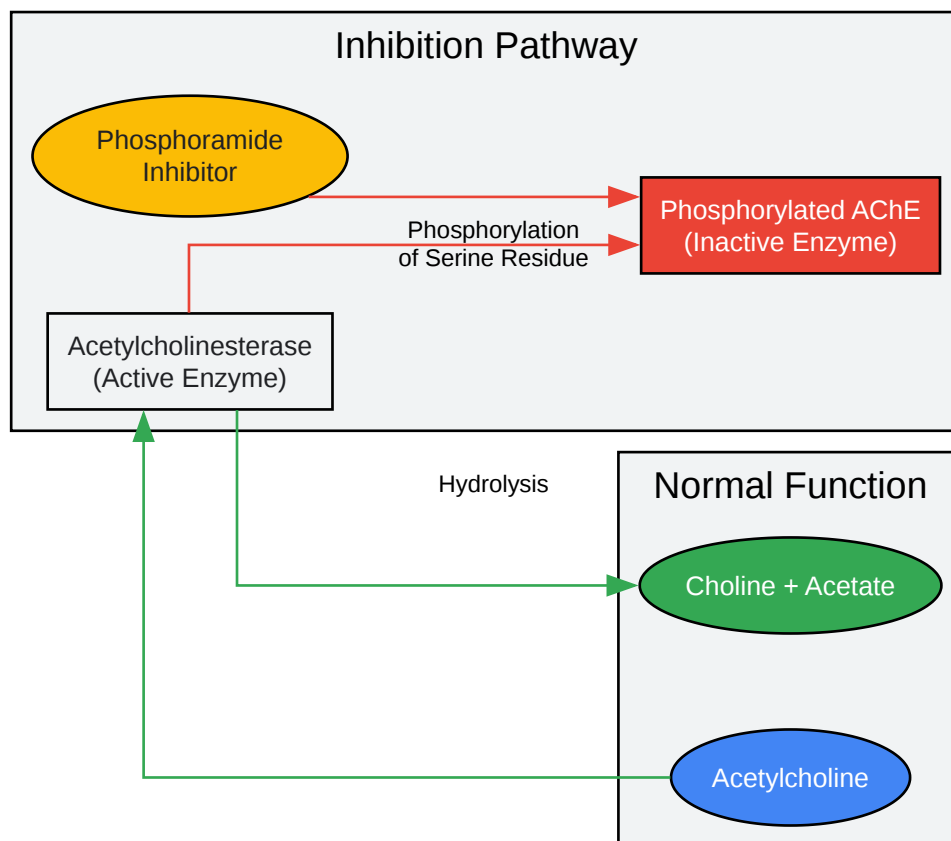 Inhibition Pathway
Phosphoramide
Inhibitor
Phosphorylated AChE
(Inactive Enzyme)
Phosphorylation
of Serine Residue
Acetylcholinesterase
(Active Enzyme)
Hydrolysis
Normal Function
Choline + Acetate
Acetylcholine